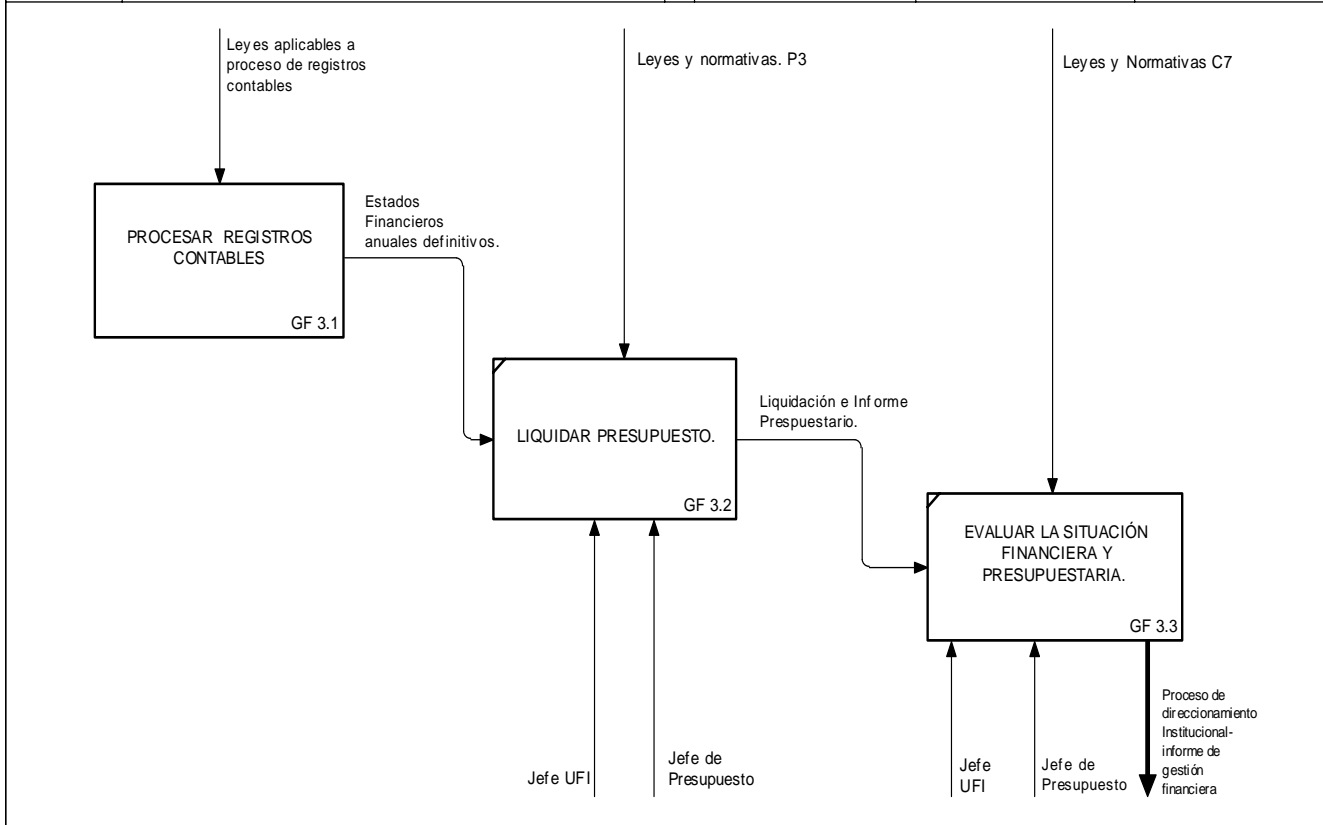 Leyes aplicables a
proceso de registros
contables
Leyes y normativas. P3
Leyes y Normativas C7
PROCESAR REGISTROS
CONTABLES
GF 3.1
Estados
Financieros
anuales definitivos.
LIQUIDAR PRESUPUESTO.
GF 3.2
Liquidación e Informe
Prespuestario.
EVALUAR LA SITUACIÓN
FINANCIERA Y
PRESUPUESTARIA.
GF 3.3
Jefe UFI
Jefe de
Presupuesto
Jefe
UFI
Jefe de
Presupuesto
Proceso de
direccionamiento
Institucional-
informe de
gestión
financiera